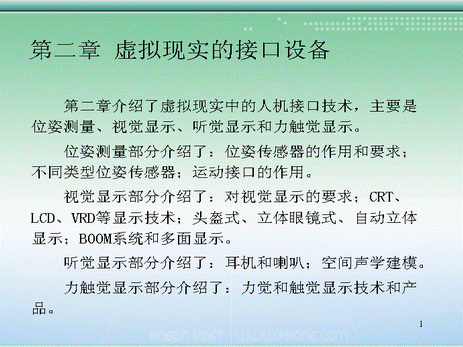 第二章 虚拟现实的接口设备
第二章介绍了虚拟现实中的人机接口技术，主要是
位姿测量、视觉显示、听觉显示和力触觉显示。
位姿测量部分介绍了：位姿传感器的作用和要求；
不同类型位姿传感器；运动接口的作用。
视觉显示部分介绍了：对视觉显示的要求；CRT、
LCD、VRD等显示技术；头盔式、立体眼镜式、自动立体
显示；BOOM系统和多面显示。
听觉显示部分介绍了：耳机和喇叭；空间声学建模。
力触觉显示部分介绍了：力觉和触觉显示技术和产
品。
1